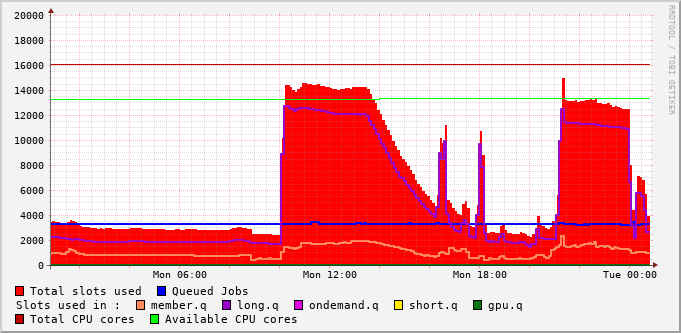 RRDTOOL / TOBI OETIKER
20000
18000
16000
14000
12000
10000
8000
6000
4000
2000
0
Mon 06:00 Mon 12:00 Mon 18:00 Tue 00:00
Total slots used Queued Jobs
Slots used in : member.q long.q ondemand.q short.q gpu.q
Total CPU cores Available CPU cores